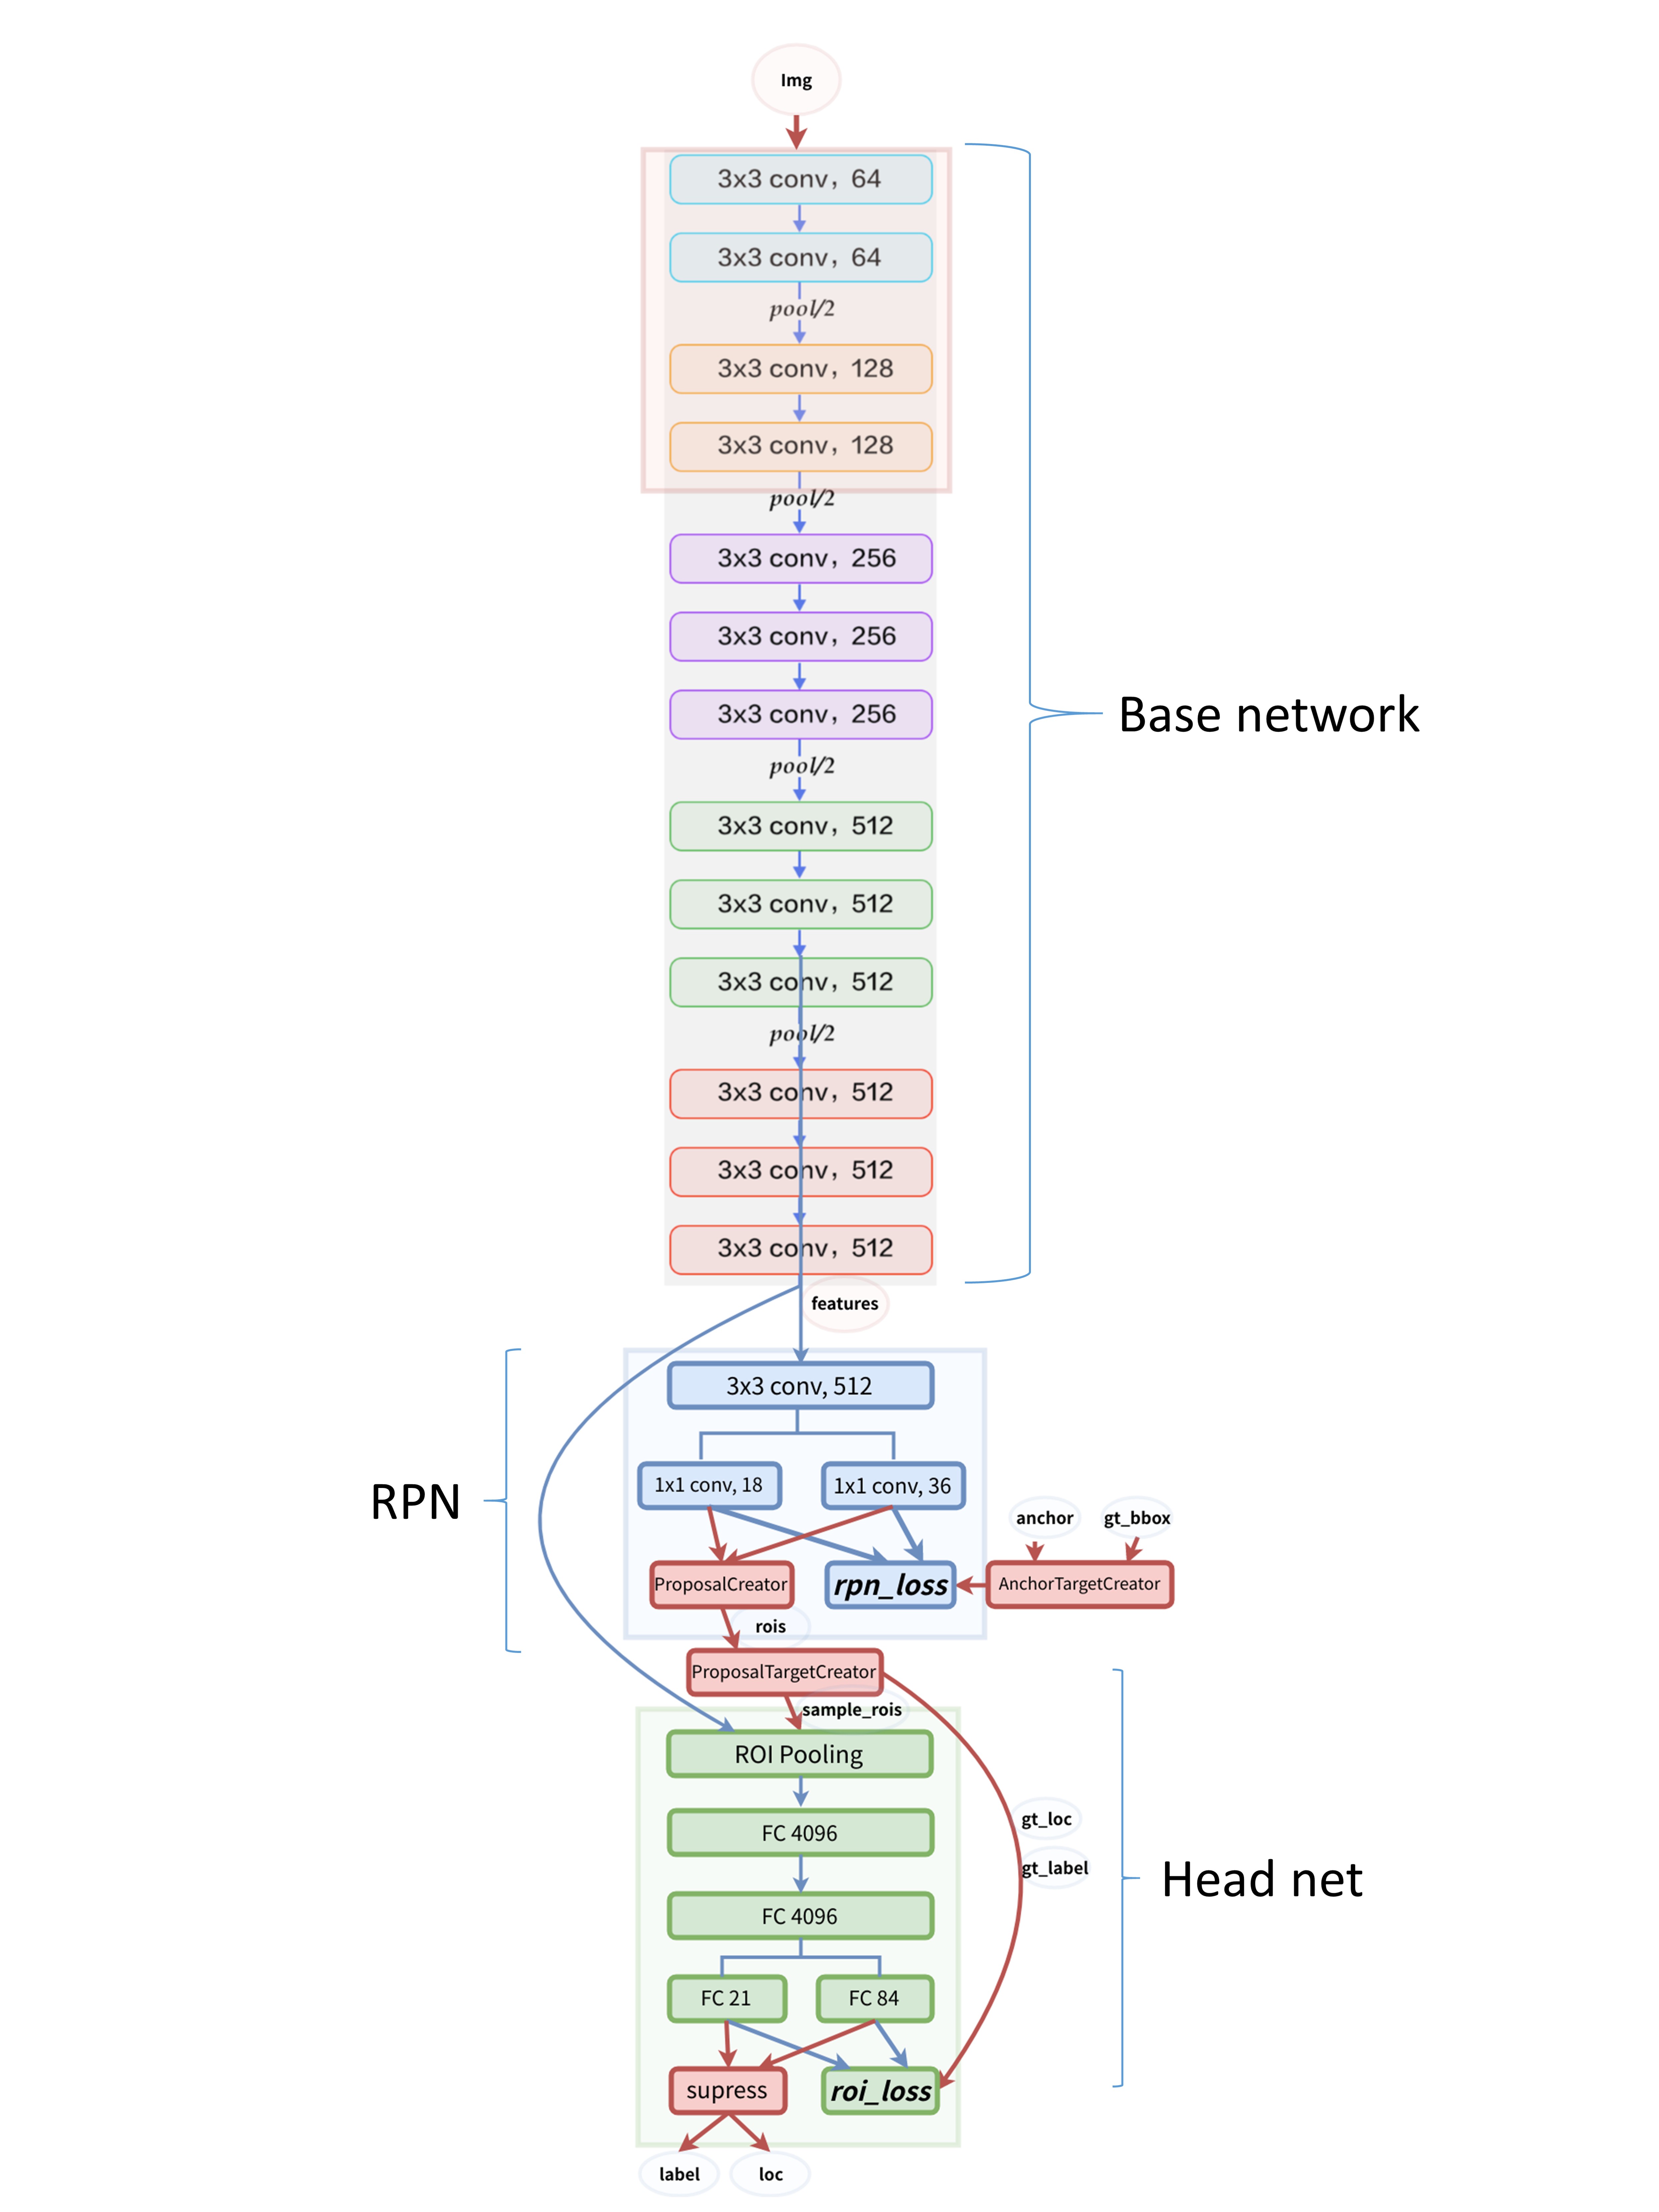 Img
3x3 conv, 64
3x3 conv, 64
pool/2
3x3 conv, 128
3x3 conv, 128
pool/2
3x3 conv, 256
3x3 conv, 256
3x3 conv, 256
Base network
pool/2
3x3 conv, 512
3x3 conv, 512
3x3 conv, 512
pool/2
3x3 conv, 512
3x3 conv, 512
3x3 conv, 512
features
3x3 conv, 512
RPN
1x1 conv, 18
1x1 conv, 36
anchor
gt_bbox
ProposalCreator
rpn_loss
AnchorTargetCreator
rois
ProposalTargetCreator
sample_rois
ROI Pooling
gt_loc
FC 4096
gt_label
Head net
FC 4096
FC 21
FC 84
supress
roi_loss
label
loc